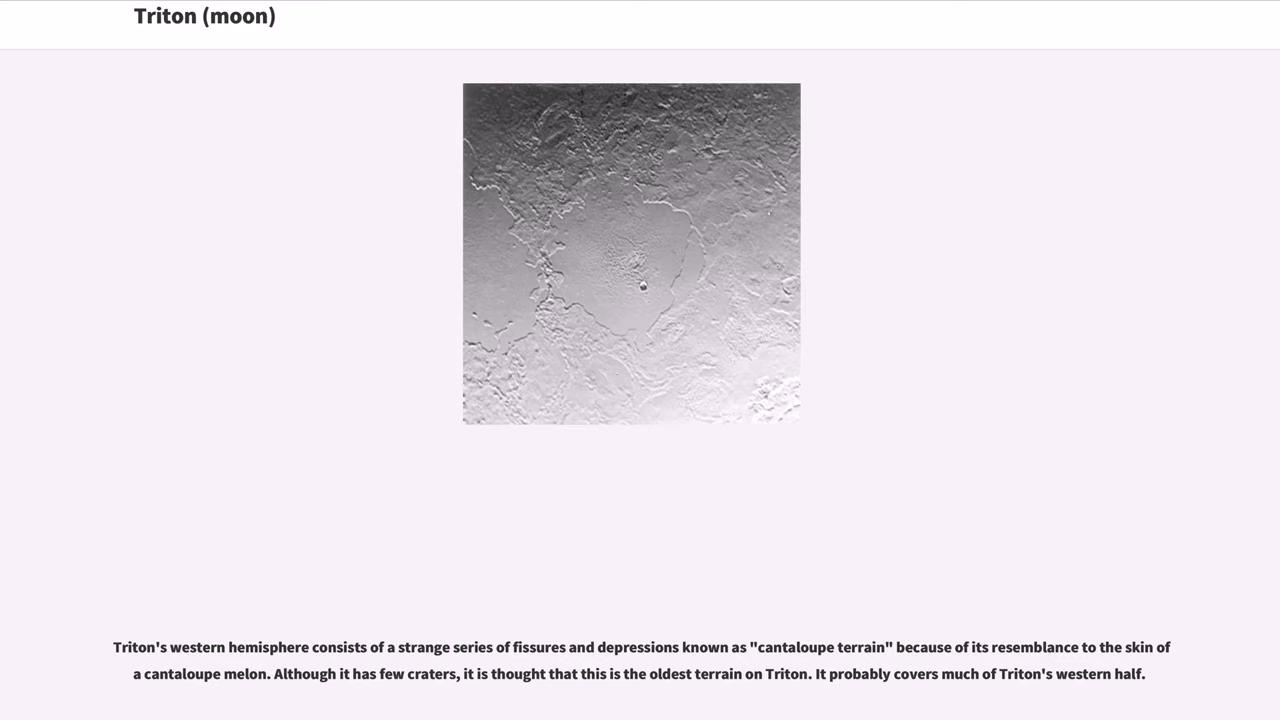 Triton (moon)
Triton's western hemisphere consists of a strange series of fissures and depressions known as "cantaloupe terrain" because of its resemblance to the skin of
a cantaloupe melon. Although it has few craters, it is thought that this is the oldest terrain on Triton. It probably covers much of Triton's western half.